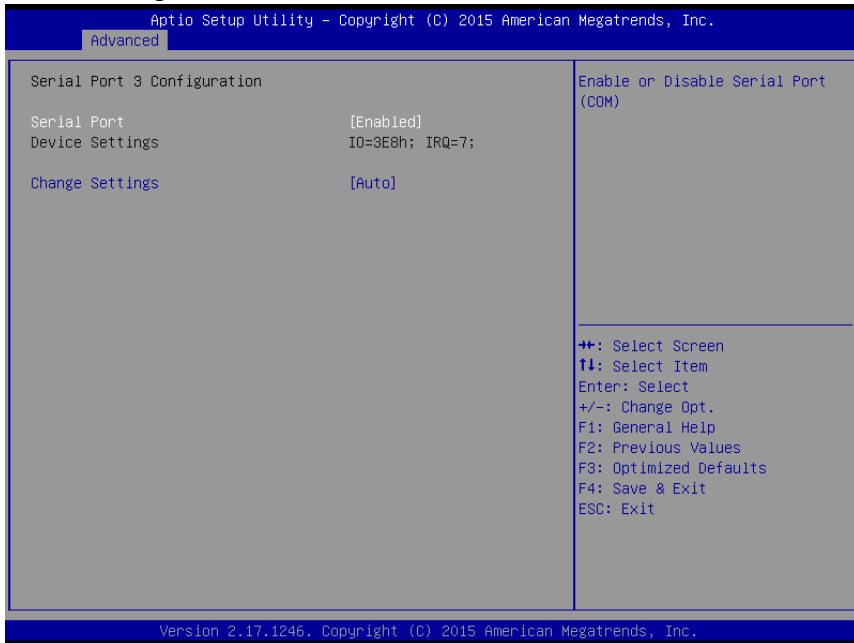 Aptio Setup Utility – Copyright (C) 2015 American Megatrends, Inc.
Advanced
Serial Port 3 Configuration
Serial Port [Enabled]
Device Settings IO=3E8h; IRQ=7;
Change Settings [Auto]
Enable or Disable Serial Port
(COM)
→←: Select Screen
↑↓: Select Item
Enter: Select
+/-: Change Opt.
F1: General Help
F2: Previous Values
F3: Optimized Defaults
F4: Save & Exit
ESC: Exit
Version 2.17.1246. Copyright (C) 2015 American Megatrends, Inc.